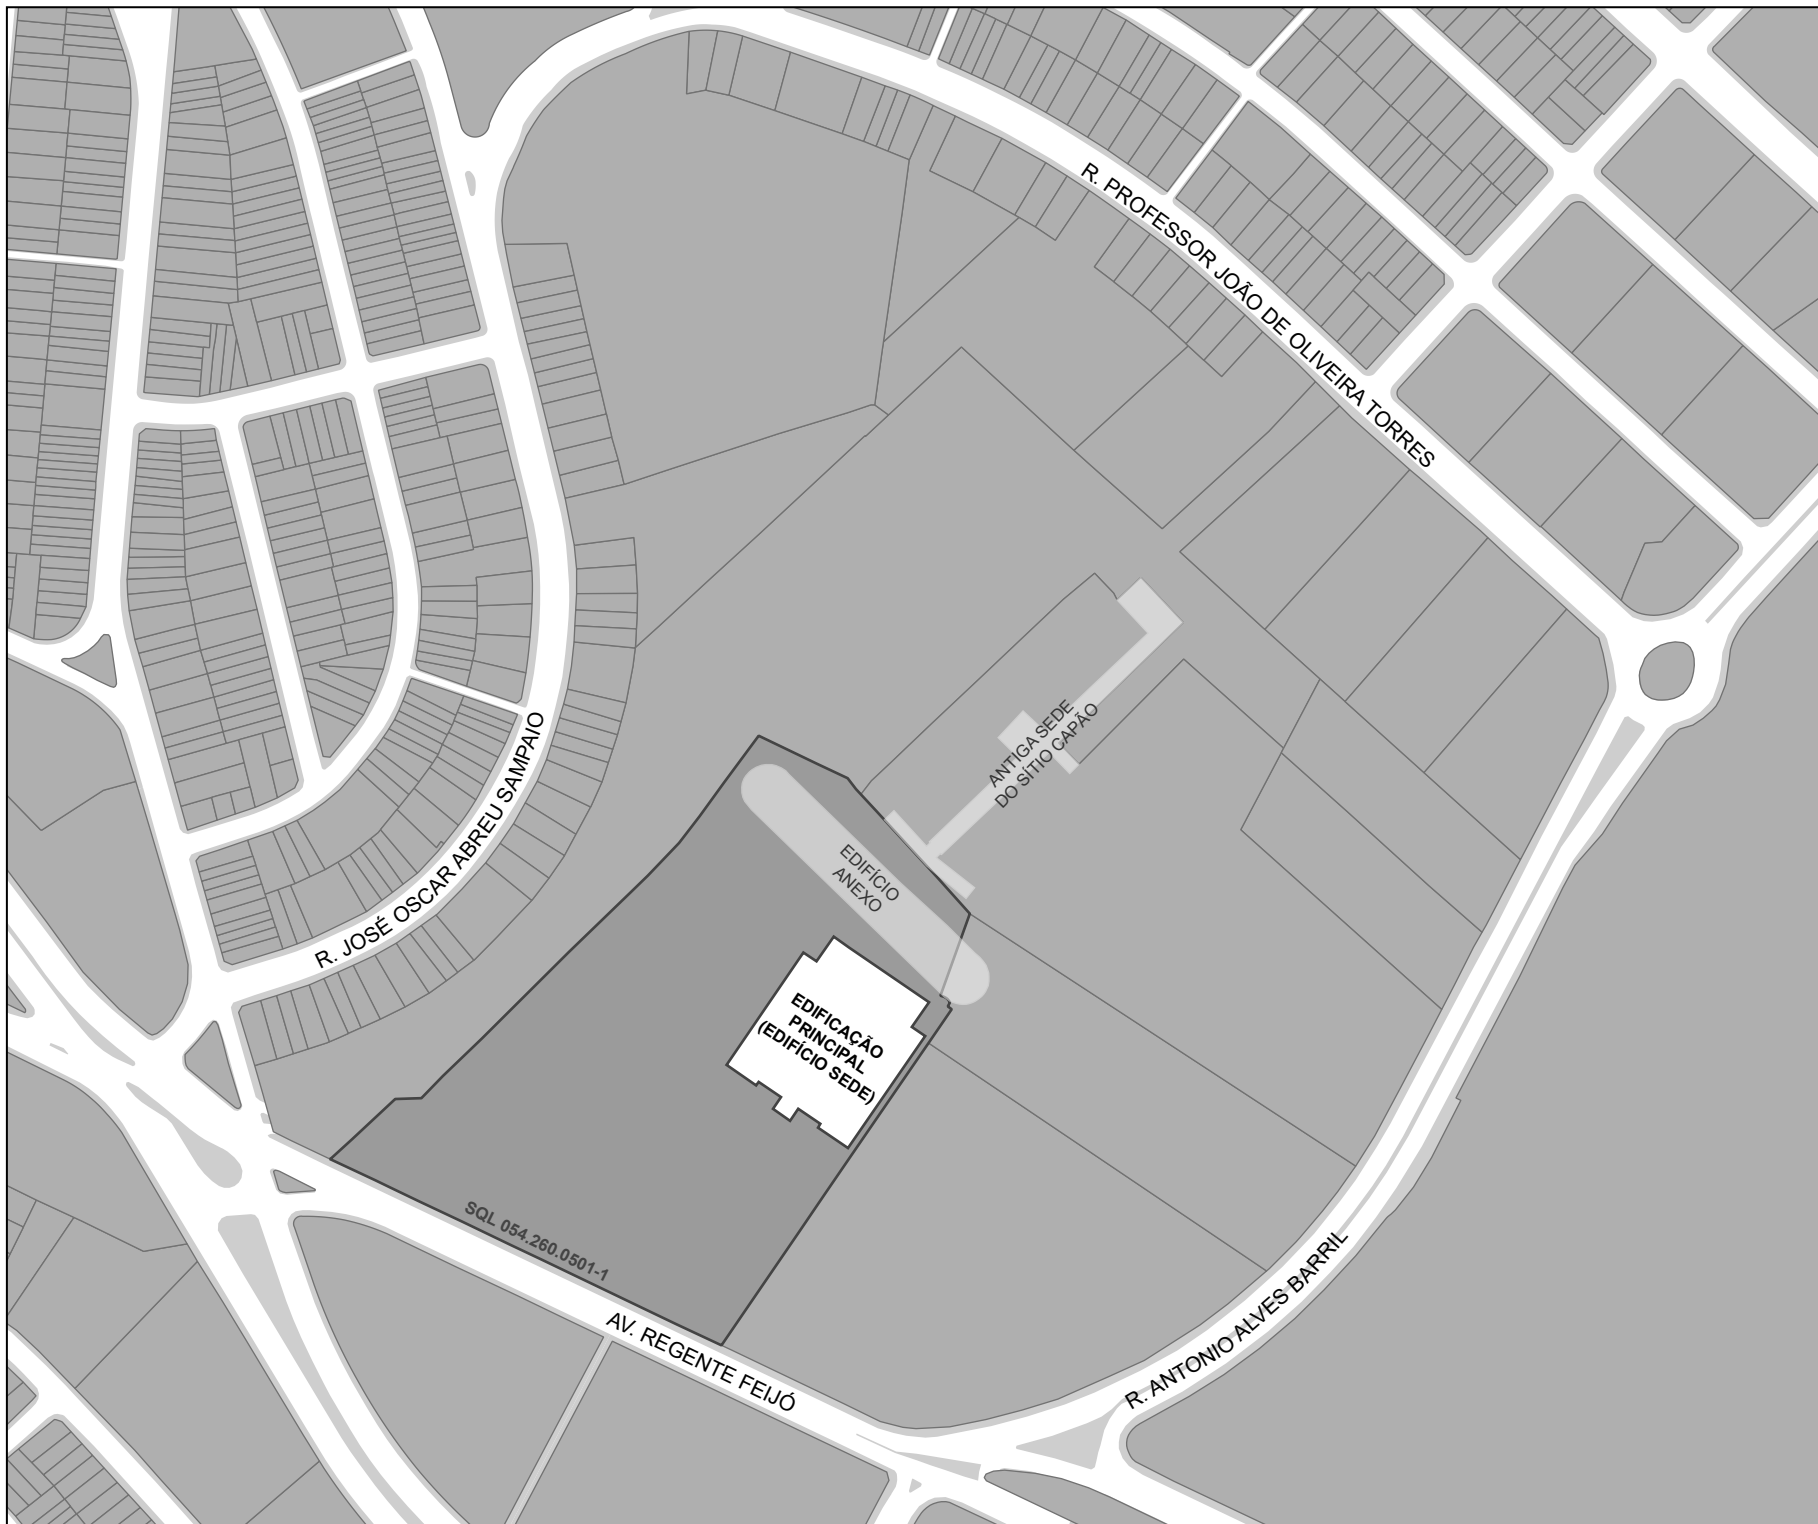 R. PROFESSOR JOÃO DE OLIVEIRA TORRES
ANTIGA SEDE
DO SÍTIO CAPÃO
R. JOSÉ OSCAR ABREU SAMPAIO
EDIFÍCIO
ANEXO
EDIFICAÇÃO
PRINCIPAL
(EDIFÍCIO SEDE)
SQL 054.260.0501-1
AV. REGENTE FEIJÓ
R. ANTONIO ALVES BARRIL